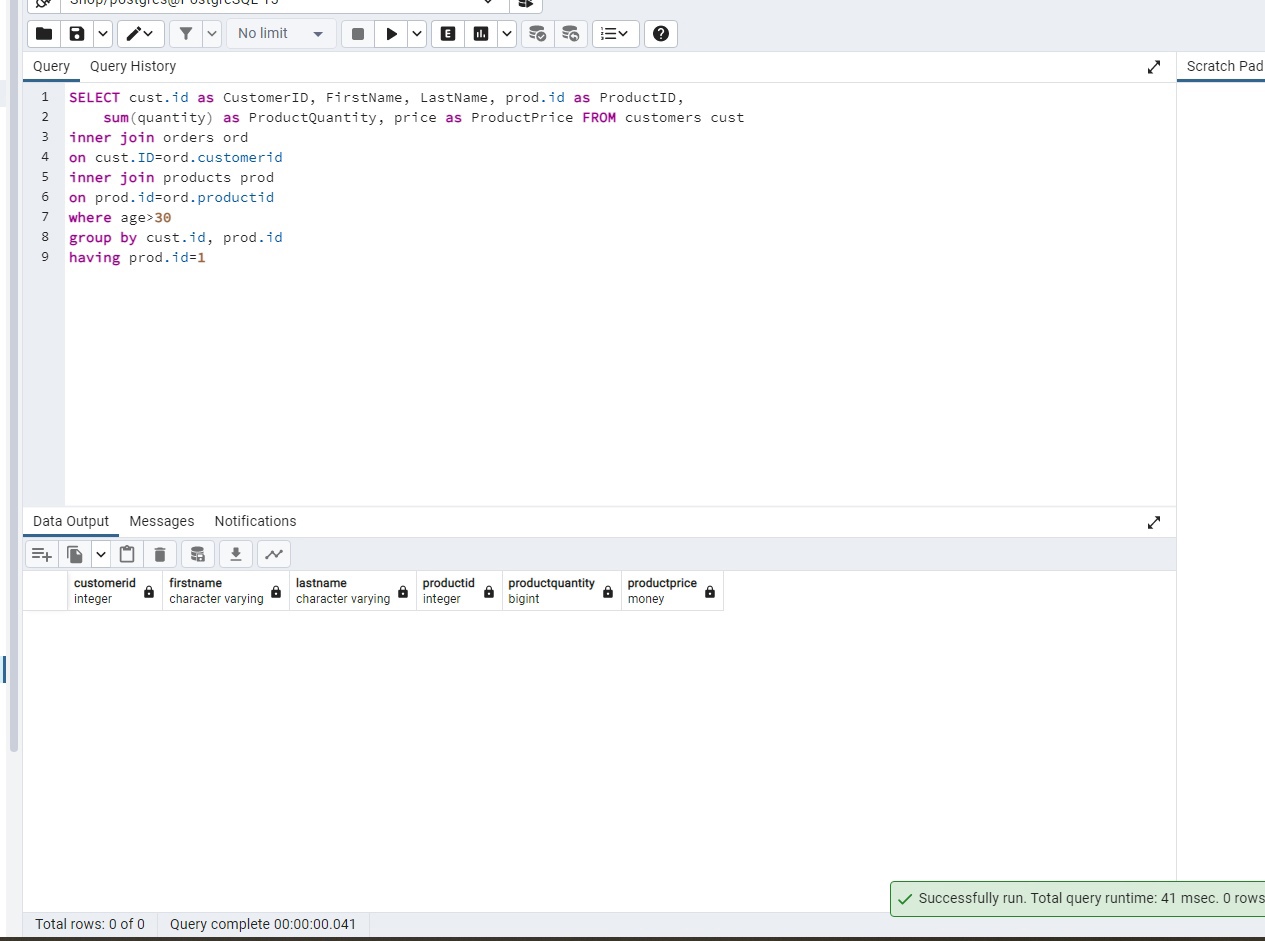 Shop/postgres@PostgreSQL 15
No limit
E
Query Query History
Scratch Pad
1 SELECT cust.id as CustomerID, FirstName, LastName, prod.id as ProductID,
2 sum(quantity) as ProductQuantity, price as ProductPrice FROM customers cust
3 inner join orders ord
4 on cust.ID=ord.customerid
5 inner join products prod
6 on prod.id=ord.productid
7 where age>30
8 group by cust.id, prod.id
9 having prod.id=1
Data Output Messages Notifications
customerid firstname lastname productid productquantity productprice
integer character varying character varying integer bigint money
Successfully run. Total query runtime: 41 msec. 0 rows
Total rows: 0 of 0 Query complete 00:00:00.041